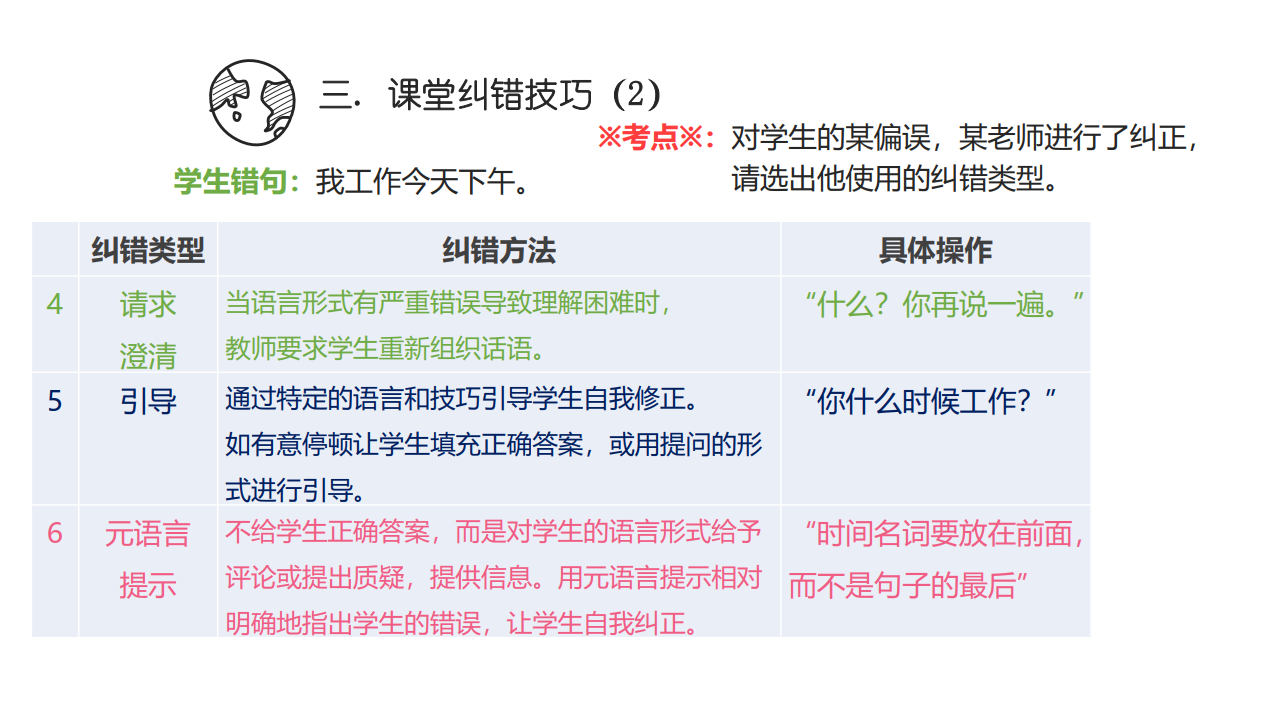 三. 课堂纠错技巧（2）
※考点※：对学生的某偏误，某老师进行了纠正，
请选出他使用的纠错类型。
学生错句：我工作今天下午。
纠错类型 纠错方法 具体操作
4 请求 当语言形式有严重错误导致理解困难时， “什么？你再说一遍。”
澄清 教师要求学生重新组织话语。
5 引导 通过特定的语言和技巧引导学生自我修正。 “你什么时候工作？”
如有意停顿让学生填充正确答案，或用提问的形
式进行引导。
6 元语言 不给学生正确答案，而是对学生的语言形式给予 “时间名词要放在前面，
提示 评论或提出质疑，提供信息。用元语言提示相对 而不是句子的最后”
明确地指出学生的错误，让学生自我纠正。